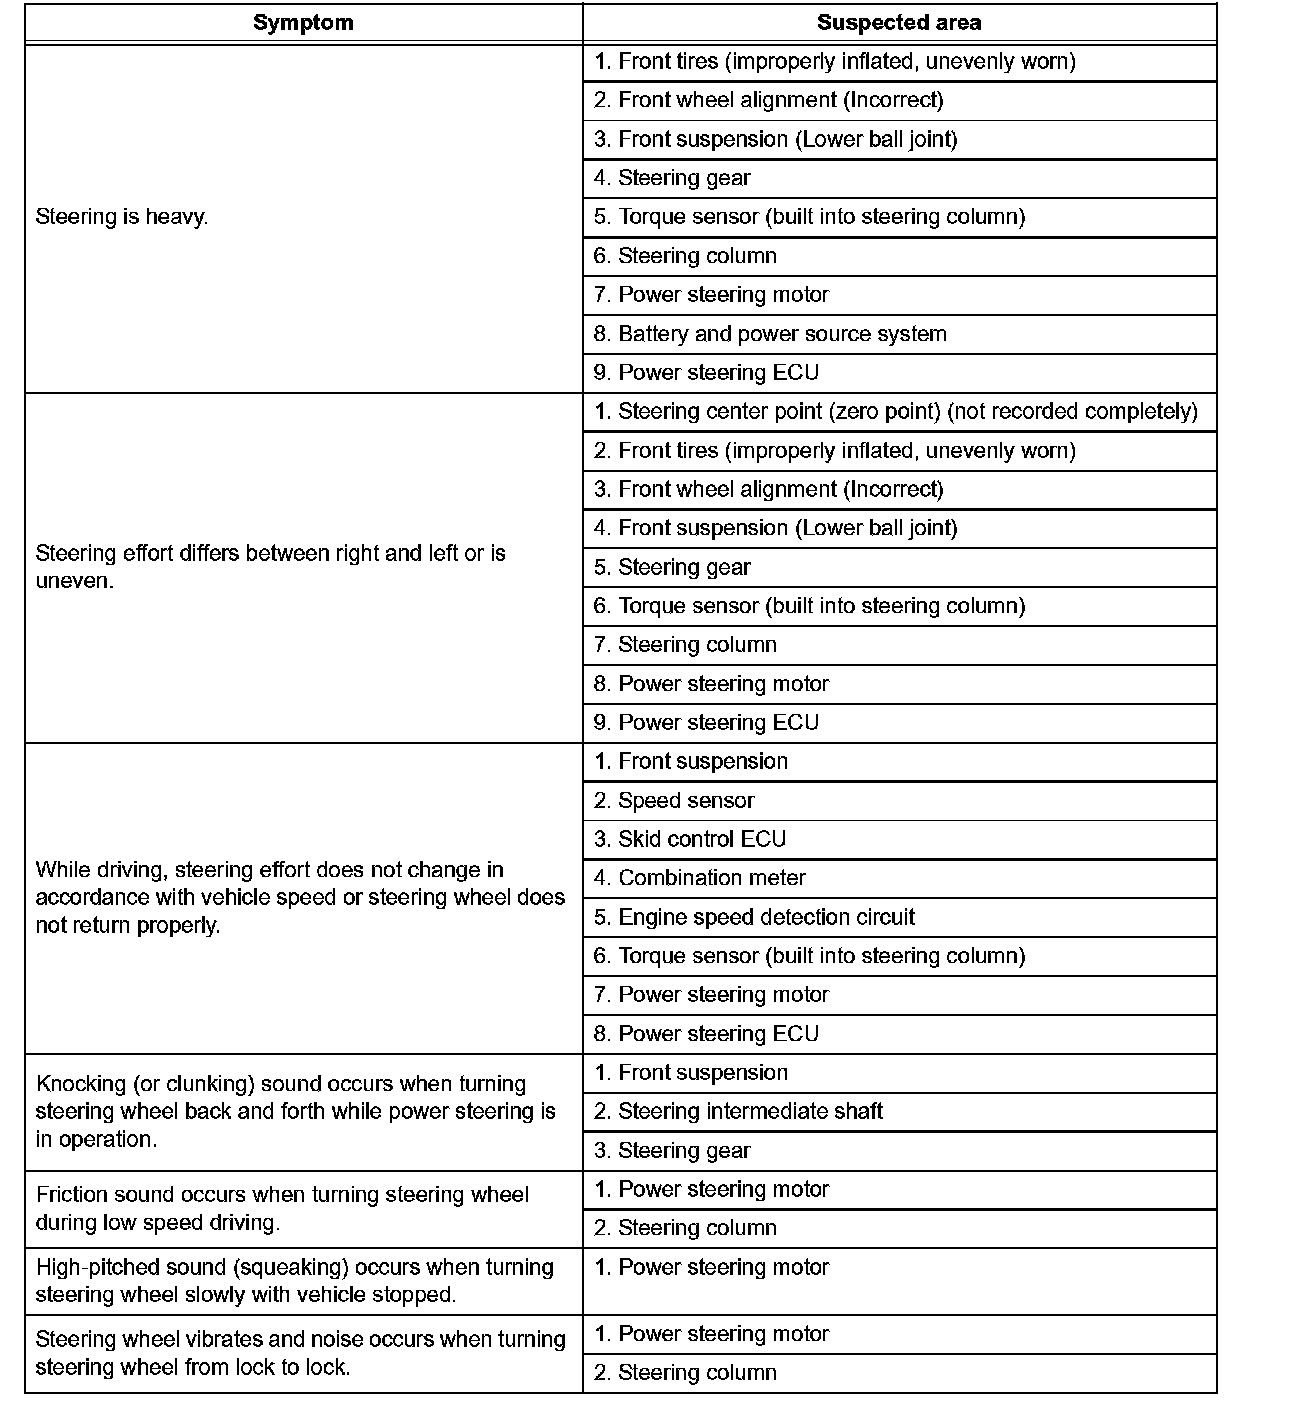 Symptom
Suspected area
Steering is heavy.
1. Front tires (improperly inflated, unevenly worn)
2. Front wheel alignment (Incorrect)
3. Front suspension (Lower ball joint)
4. Steering gear
5. Torque sensor (built into steering column)
6. Steering column
7. Power steering motor
8. Battery and power source system
9. Power steering ECU
Steering effort differs between right and left or is
uneven.
1. Steering center point (zero point) (not recorded completely)
2. Front tires (improperly inflated, unevenly worn)
3. Front wheel alignment (Incorrect)
4. Front suspension (Lower ball joint)
5. Steering gear
6. Torque sensor (built into steering column)
7. Steering column
8. Power steering motor
9. Power steering ECU
While driving, steering effort does not change in
accordance with vehicle speed or steering wheel does
not return properly.
1. Front suspension
2. Speed sensor
3. Skid control ECU
4. Combination meter
5. Engine speed detection circuit
6. Torque sensor (built into steering column)
7. Power steering motor
8. Power steering ECU
Knocking (or clunking) sound occurs when turning
steering wheel back and forth while power steering is
in operation.
1. Front suspension
2. Steering intermediate shaft
3. Steering gear
Friction sound occurs when turning steering wheel
during low speed driving.
1. Power steering motor
2. Steering column
High-pitched sound (squeaking) occurs when turning
steering wheel slowly with vehicle stopped.
1. Power steering motor
Steering wheel vibrates and noise occurs when turning
steering wheel from lock to lock.
1. Power steering motor
2. Steering column